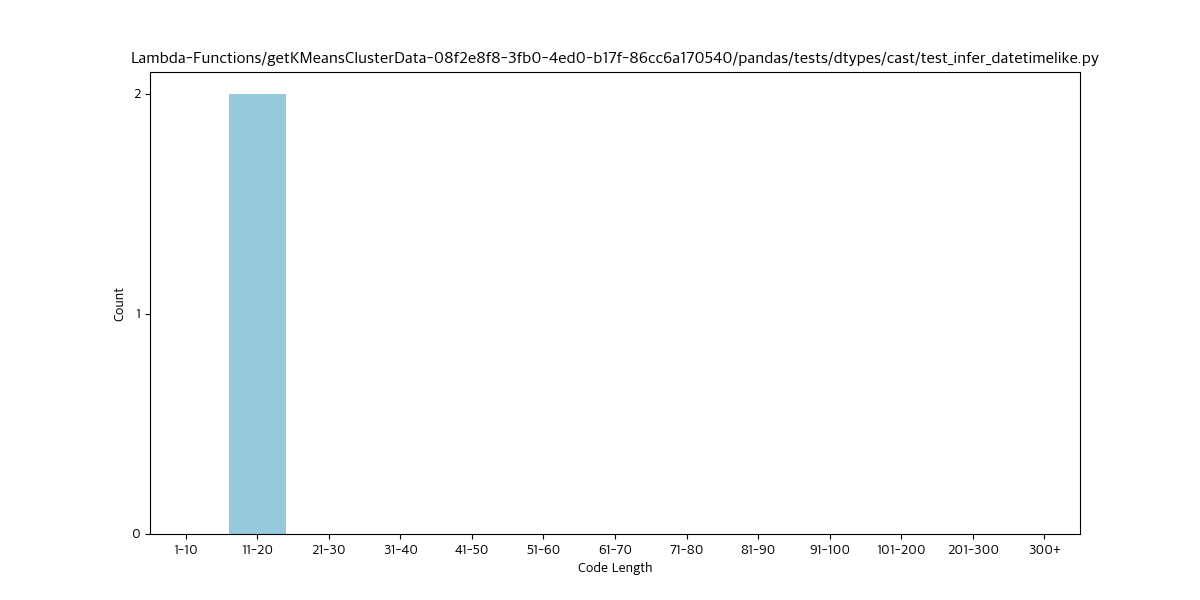 Lambda-Functions/getKMeansClusterData-08f2e8f8-3fb0-4ed0-b17f-86cc6a170540/pandas/tests/dtypes/cast/test_infer_datetimelike.py
2
1
0
Count
1-10 11-20 21-30 31-40 41-50 51-60 61-70 71-80 81-90 91-100 101-200 201-300 300+
Code Length